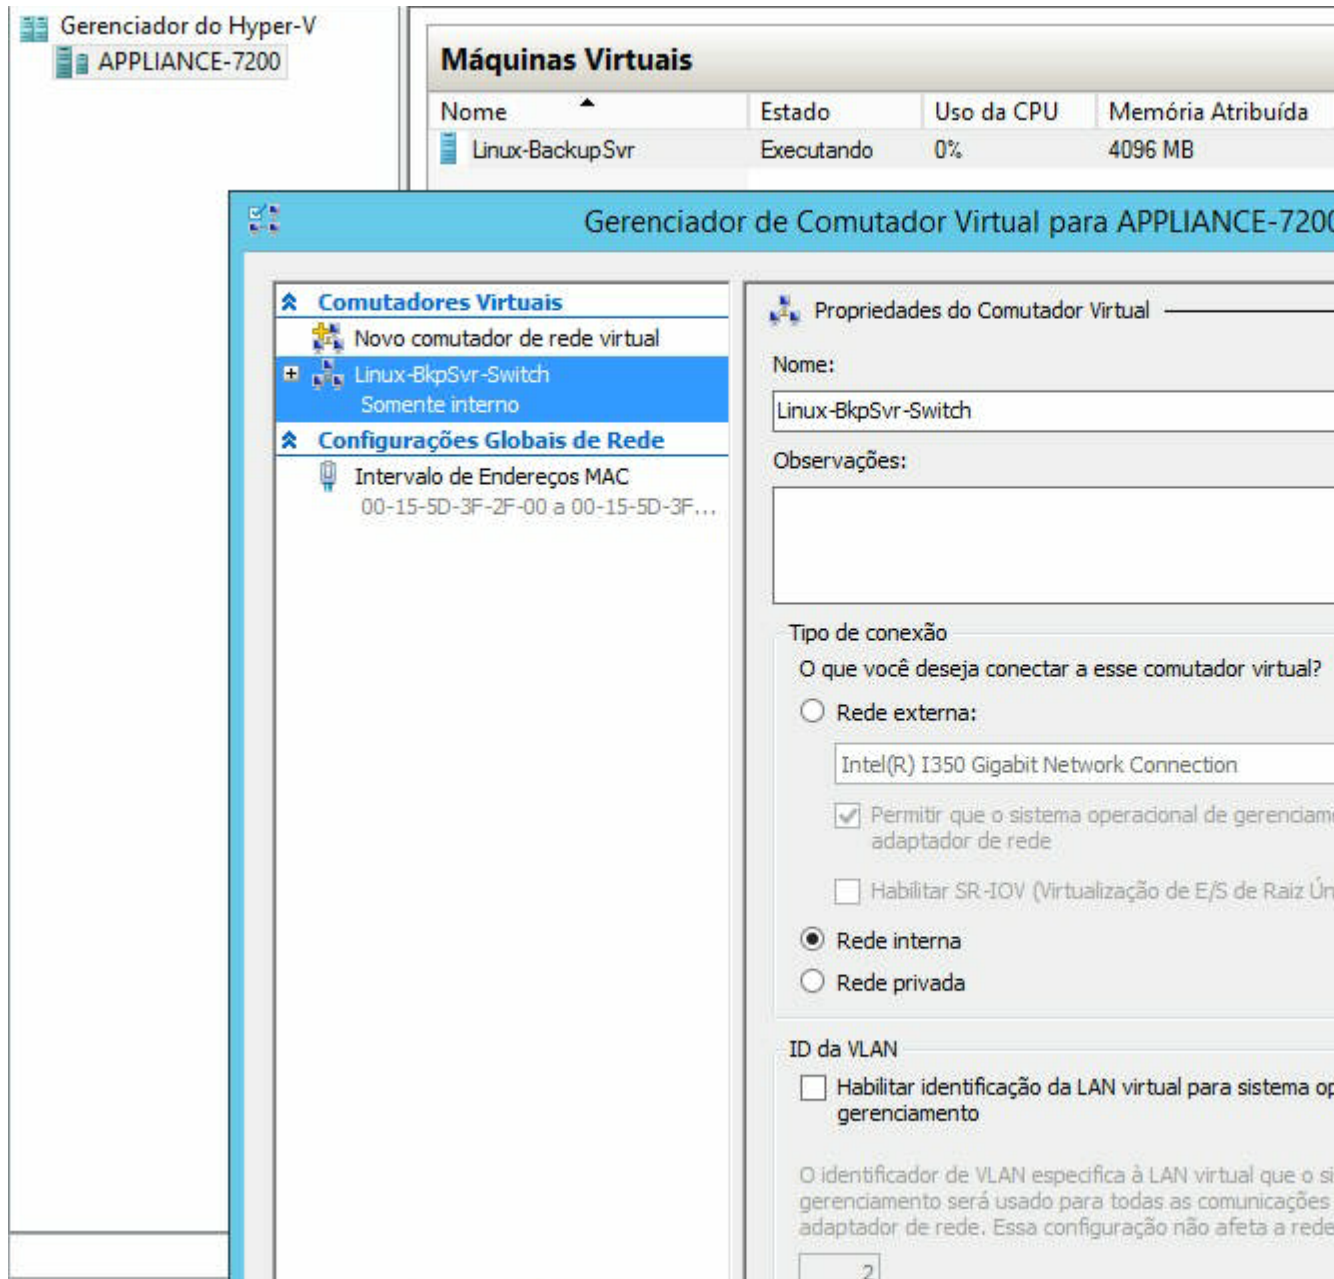 Gerenciador do Hyper-V
APPLIANCE-7200
Máquinas Virtuais
Nome Estado Uso da CPU Memória Atribuída
Linux-BackupSvr Executando 0% 4096 MB
Gerenciador de Comutador Virtual para APPLIANCE-7200
Comutadores Virtuais
Novo comutador de rede virtual
Linux-BkpSvr-Switch
Somente interno
Configurações Globais de Rede
Intervalo de Endereços MAC
00-15-5D-3F-2F-00 a 00-15-5D-3F...
Propriedades do Comutador Virtual
Nome:
Linux-BkpSvr-Switch
Observações:
Tipo de conexão
O que você deseja conectar a esse comutador virtual?
Rede externa:
Intel(R) I350 Gigabit Network Connection
Permitir que o sistema operacional de
adaptador de rede
Habilitar SR-IOV (Virtualização de E/S de Raiz
Rede interna
Rede privada
ID da VLAN
Habilitar identificação da LAN virtual para sistema
gerenciamento
O identificador de VLAN especifica à LAN virtual que o
gerenciamento será usado para todas as comunicações
adaptador de rede. Essa configuração não afeta a rede
2